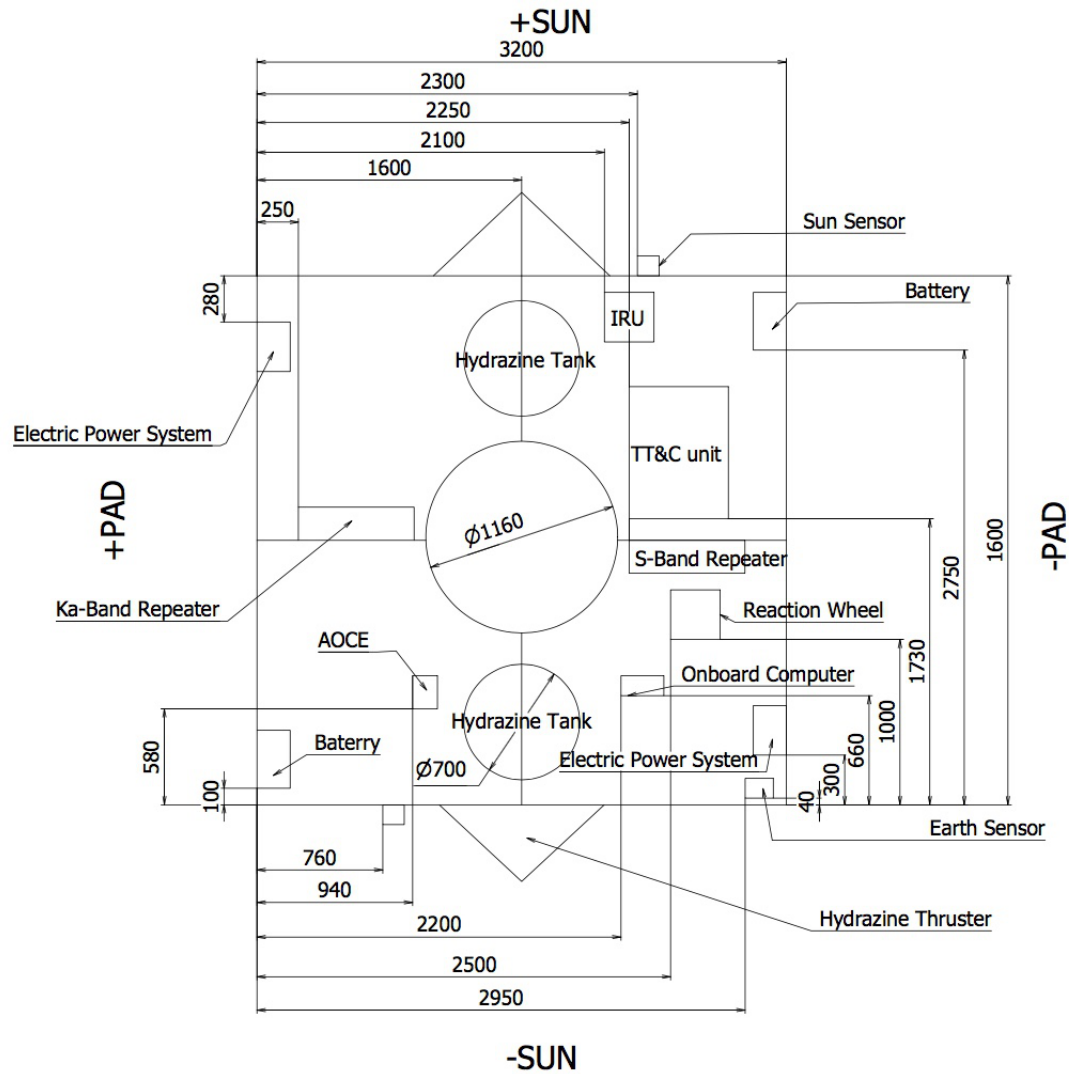 +SUN
3200
2300
2250
2100
1600
250
Sun Sensor
280
Battery
IRU
Hydrazine Tank
Electric Power System
TT&C unit
+PAD
Ø1160
1600
-PAD
S-Band Repeater
2750
Ka-Band Repeater
Reaction Wheel
AOCE
1730
Onboard Computer
1000
Hydrazine Tank
660
580
Baterry
Electric Power System
Ø700
300
100
40
Earth Sensor
760
940
Hydrazine Thruster
2200
2500
2950
-SUN